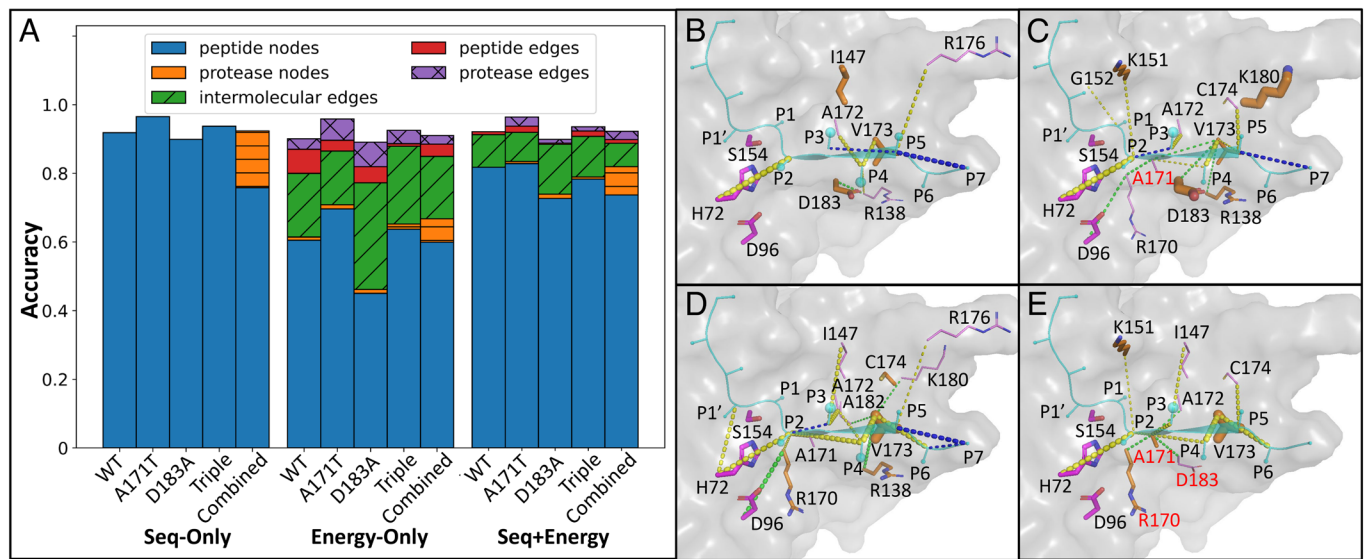 A
peptide nodes
protease nodes
intermolecular edges
peptide edges
protease edges
Accuracy
1.0
0.8
0.6
0.4
0.2
0
WT
A171T
D183A
Triple
Combined
WT
A171T
D183A
Triple
Combined
WT
A171T
D183A
Triple
Combined
Seq-Only
Energy-Only
Seq+Energy
B
R176
I147
A172
P1
P3
P5
P1'
V173
S154
P2
P4
P7
P6
H72
D183
R138
D96
C
K151
G152
K180
C174
A172
P1
P3
P5
P1'
V173
P2
S154
A171
P4
P7
P6
H72
D183
R138
R170
D96
D
R176
I147
C174
K180
A172
P1
P3
A182
P5
P1'
P2
S154
V173
A171
P4
P7
P6
H72
R138
R170
D96
E
K151
I147
C174
P1
P3
A172
P5
P1'
P2
S154
P4
V173
A171
P6
H72
D183
R170
D96